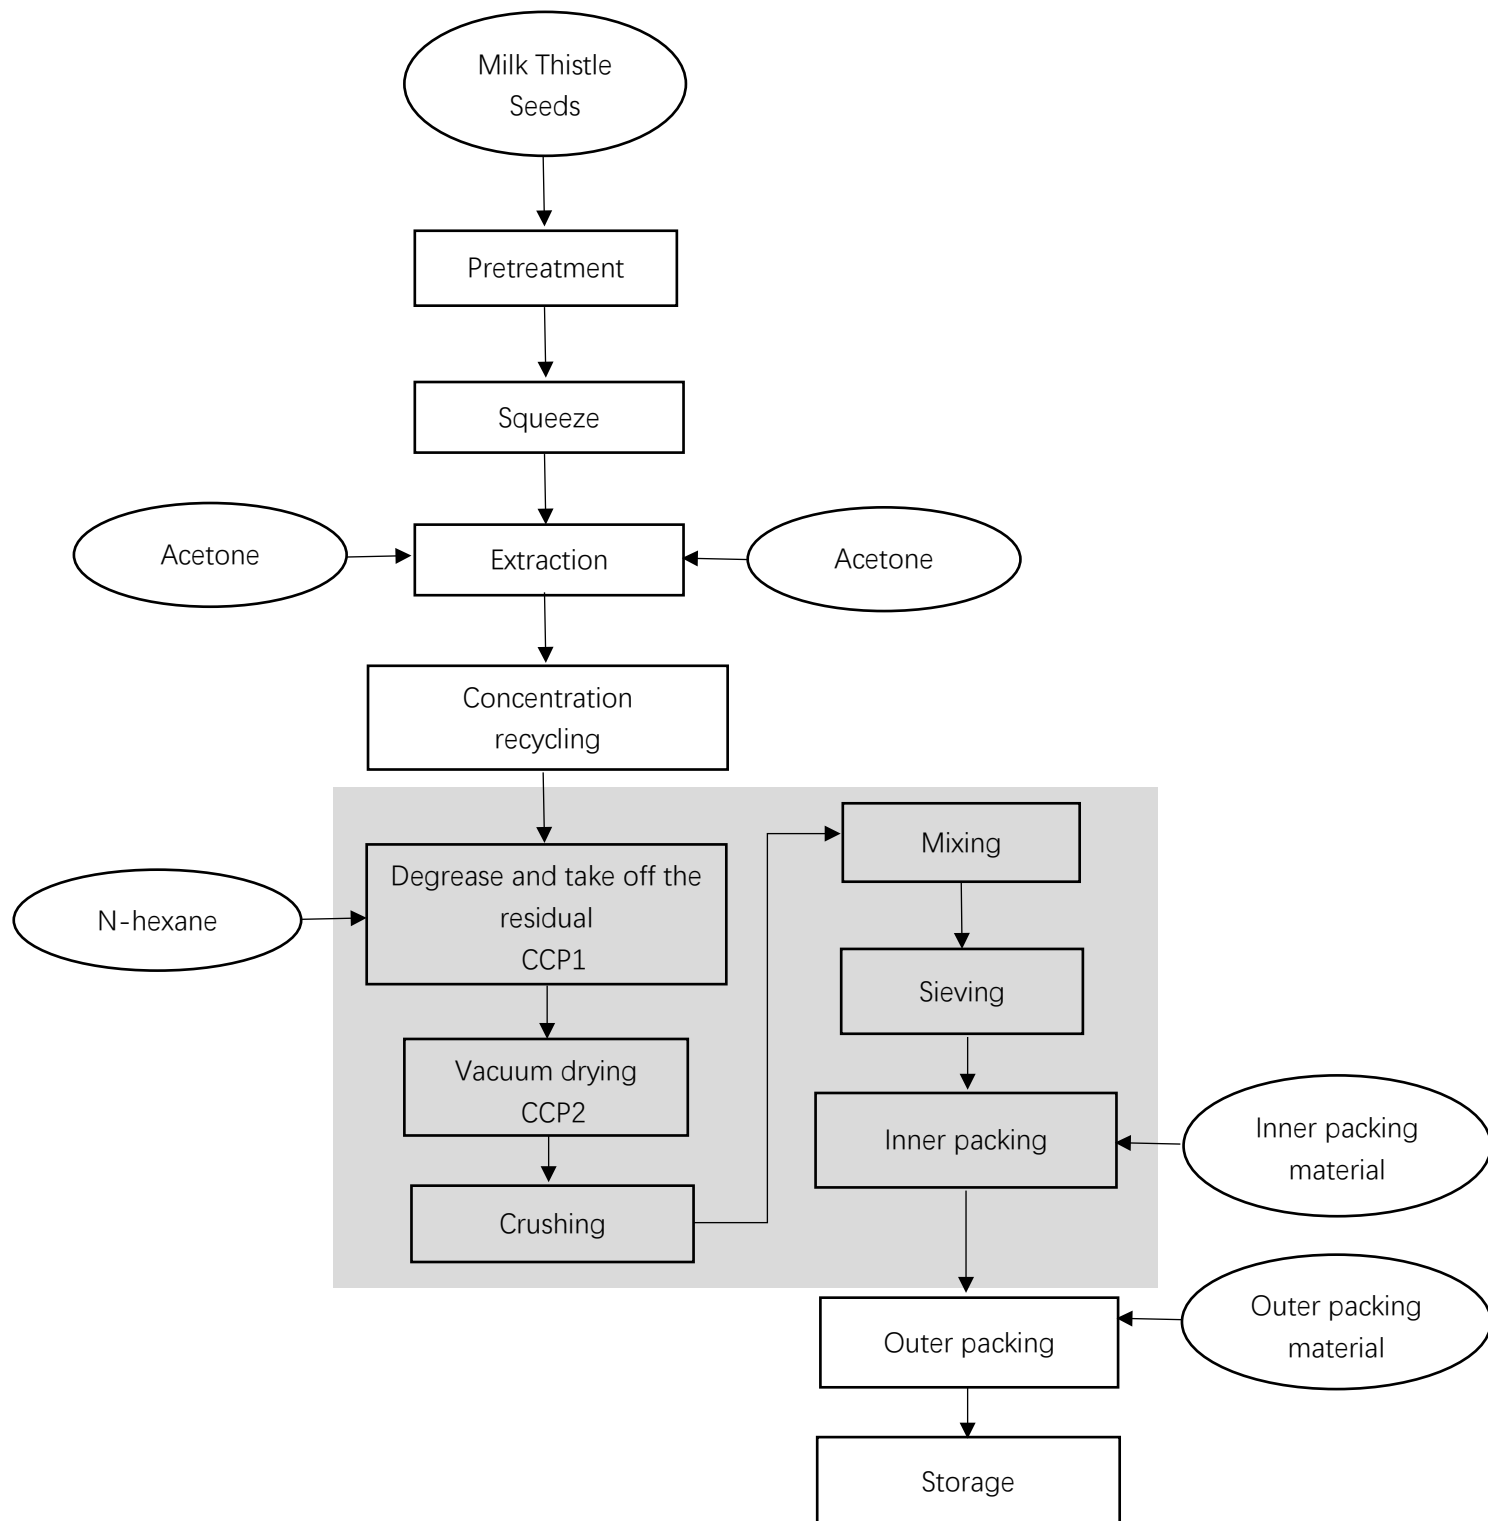 Milk Thistle
Seeds
Pretreatment
Squeeze
Acetone
Extraction
Acetone
Concentration
recycling
N-hexane
Degrease and take off the
residual
CCP1
Vacuum drying
CCP2
Crushing
Mixing
Sieving
Inner packing
Inner packing
material
Outer packing
Outer packing
material
Storage